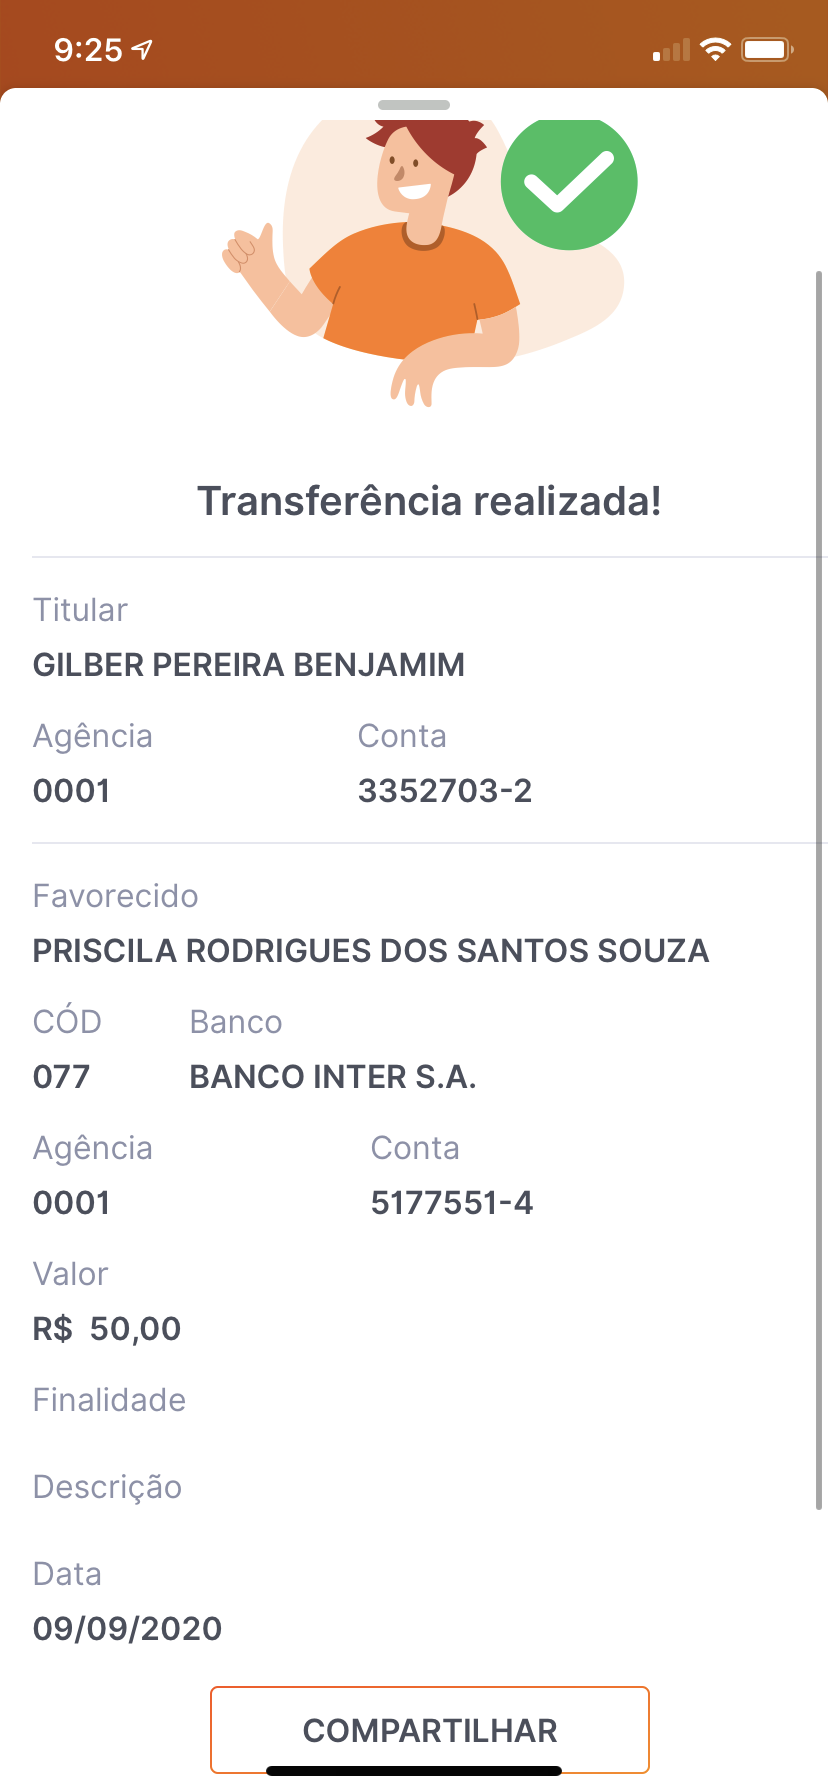 9:25
Transferência realizada!
Titular
GILBER PEREIRA BENJAMIM
Agência Conta
0001 3352703-2
Favorecido
PRISCILA RODRIGUES DOS SANTOS SOUZA
CÓD Banco
077 BANCO INTER S.A.
Agência Conta
0001 5177551-4
Valor
R$ 50,00
Finalidade
Descrição
Data
09/09/2020
COMPARTILHAR